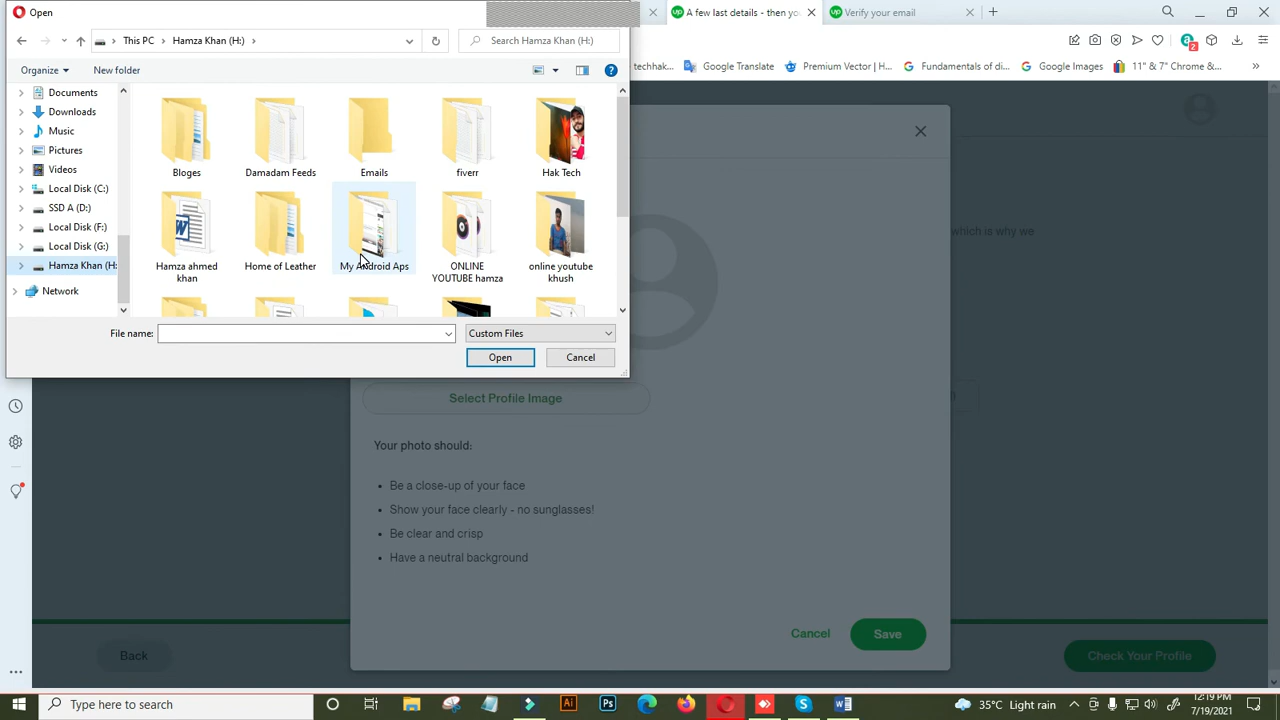 Open
A few last details - then yo
Verify your email
This PC
Hamza Khan (H:)
Search Hamza Khan (H:)
2
techhak...
Google Translate
Premium Vector | H...
Fundamentals of di...
Google Images
11" & 7" Chrome &...
Organize
New folder
Documents
Downloads
Music
Pictures
Videos
Local Disk (C:)
SSD A (D:)
Local Disk (F:)
Local Disk (G:)
Hamza Khan (H:
Network
Bloges
Damadam Feeds
Emails
fiverr
Hak Tech
Hamza ahmed
khan
Home of Leather
My Android Aps
ONLINE
YOUTUBE hamza
online youtube
khush
File name:
Custom Files
Open
Cancel
which is why we
Select Profile Image
Your photo should:
Be a close-up of your face
Show your face clearly - no sunglasses!
Be clear and crisp
Have a neutral background
Cancel
Save
Back
Check Your Profile
Type here to search
35°C Light rain
12:19 PM
7/19/2021